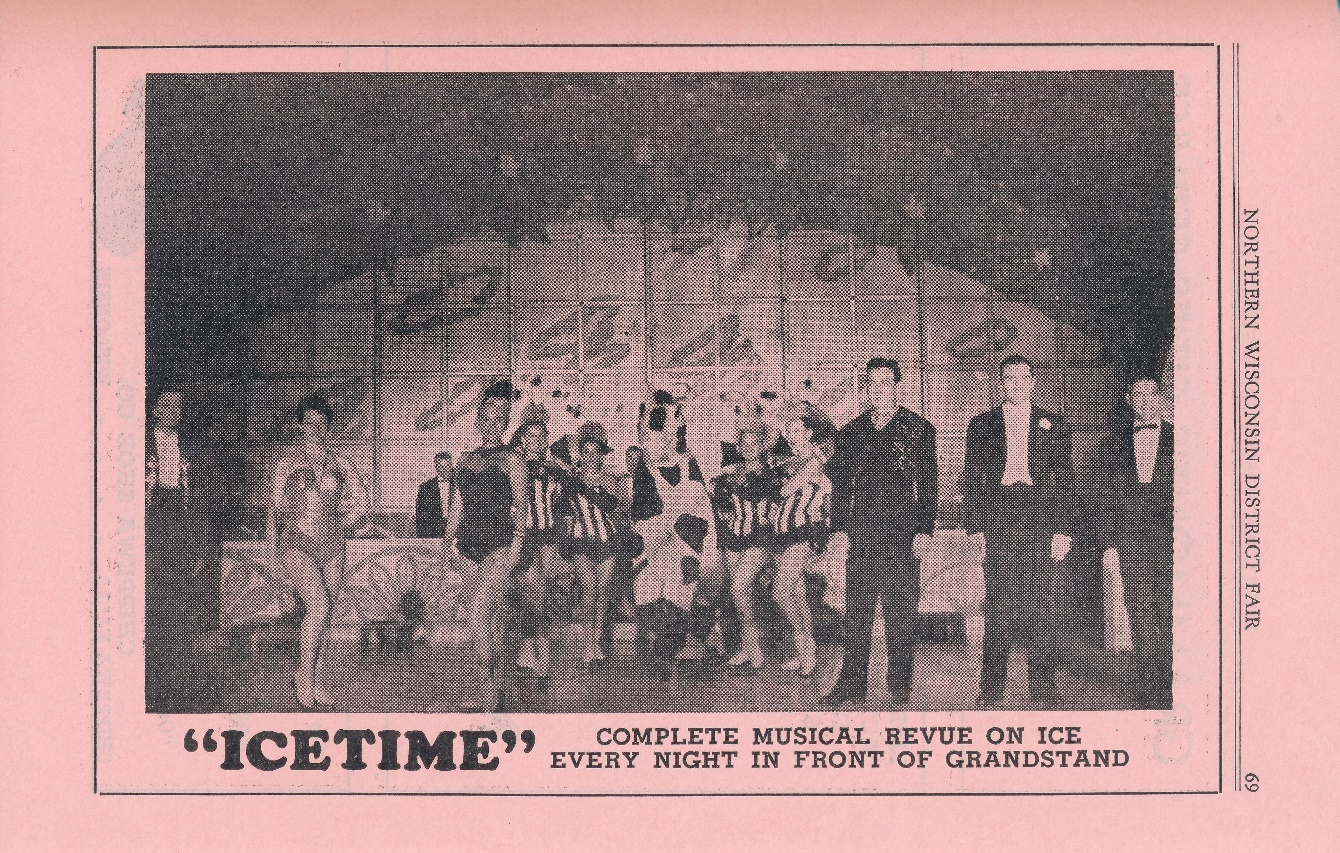 "ICETIME"
COMPLETE MUSICAL REVUE ON ICE
EVERY NIGHT IN FRONT OF GRANDSTAND
NORTHERN WISCONSIN DISTRICT FAIR
69